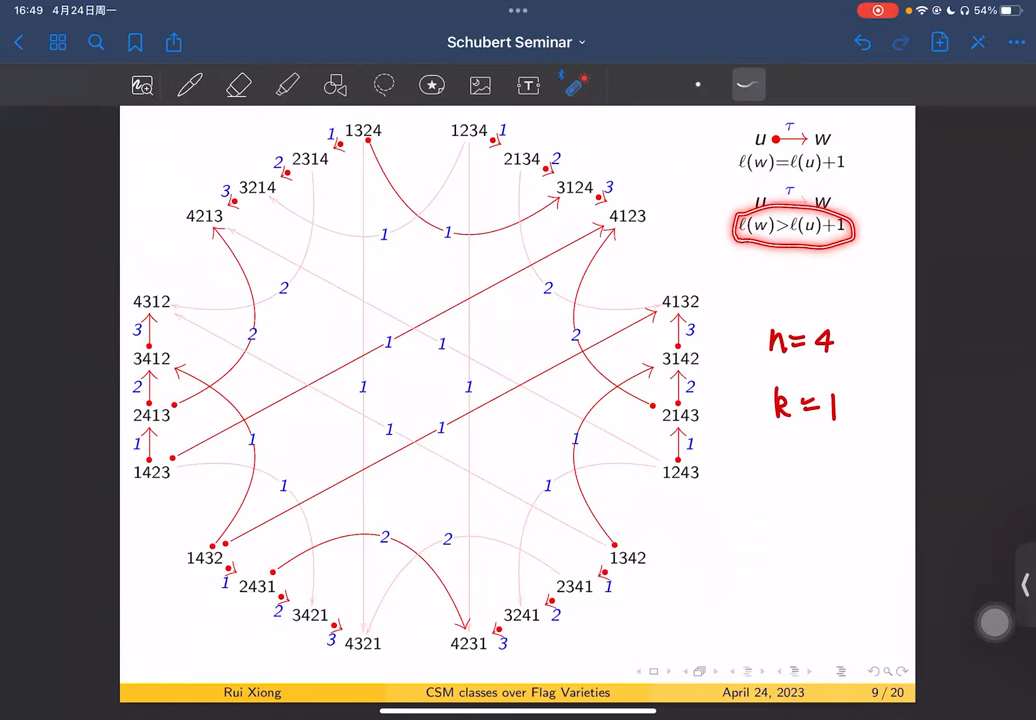 16:49 4月24日周一
54%
Schubert Seminar
1324 1234
1 1
2314 2134
2 2
3214 3124
3 3
4213 4123
u τ w
ℓ(w)=ℓ(u)+1
u τ w
ℓ(w)>ℓ(u)+1
1 1
2 2
4312 4132
3 2 2 3
1 1
3412 3142
2 1 1 2
2413 2143
1 1 1 1 1 1
1423 1243
1 1
n=4
k=1
2 2
1432 1342
1 1
2431 2341
2 2
3421 3241
3 3
4321 4231
Rui Xiong CSM classes over Flag Varieties April 24, 2023 9 / 20